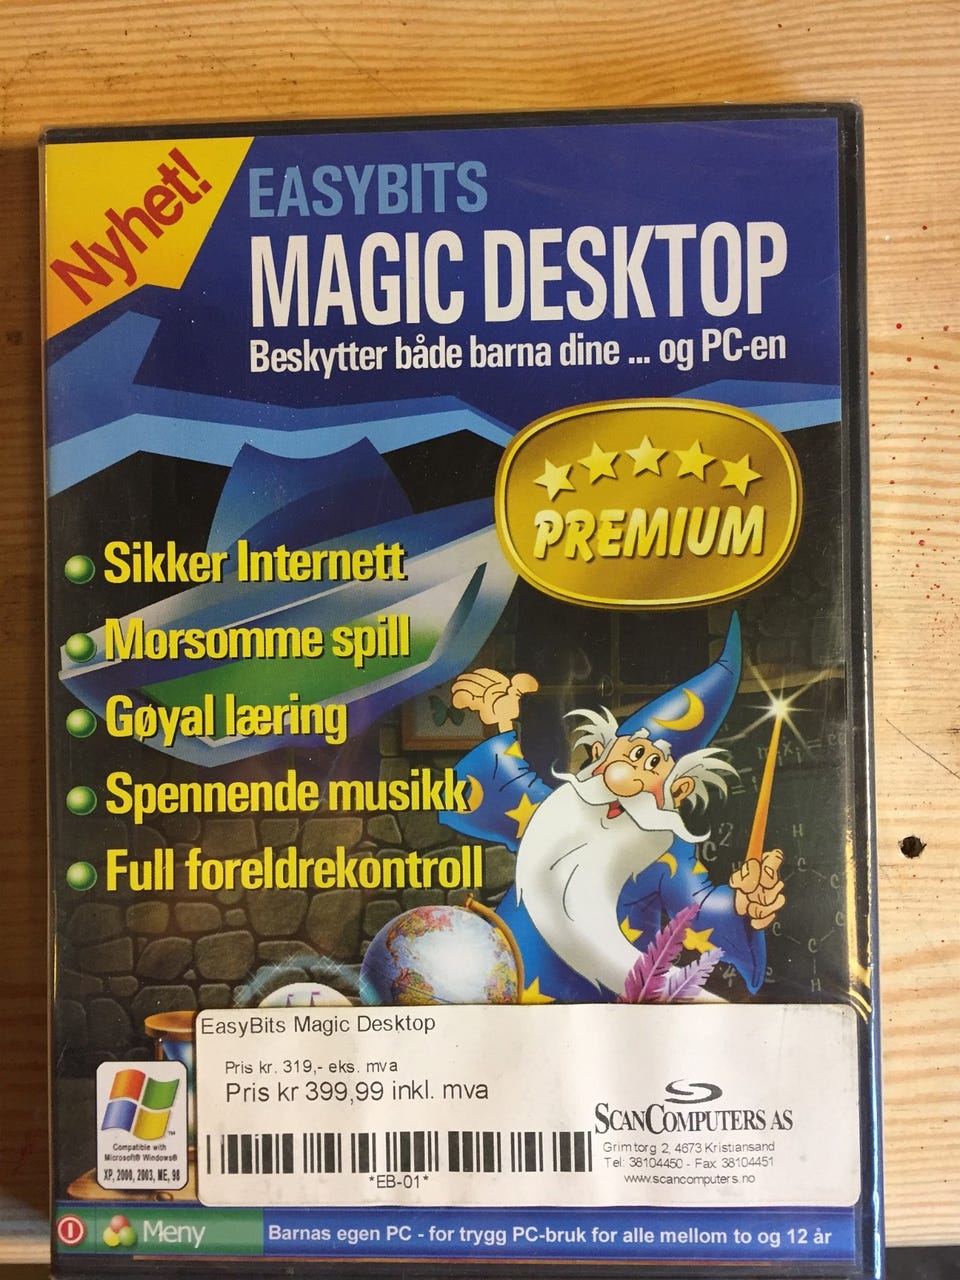 Nyhet!
EASYBITS
MAGIC DESKTOP
Beskytter både barna dine ... og PC-en
PREMIUM
Sikker Internett
Morsomme spill
Gøyal læring
Spennende musikk
Full foreldrekontroll
EasyBits Magic Desktop
Pris kr. 319,- eks. mva
Pris kr 399,99 inkl. mva
*EB-01*
SCANCOMPUTERS AS
Grimtorg 2, 4673 Kristiansand
Tel: 38104450 - Fax 38104451
www.scancomputers.no
Compatible with
Microsoft® Windows®
XP, 2000, 2003, ME, 98
Meny
Barnas egen PC - for trygg PC-bruk for alle mellom to og 12 år